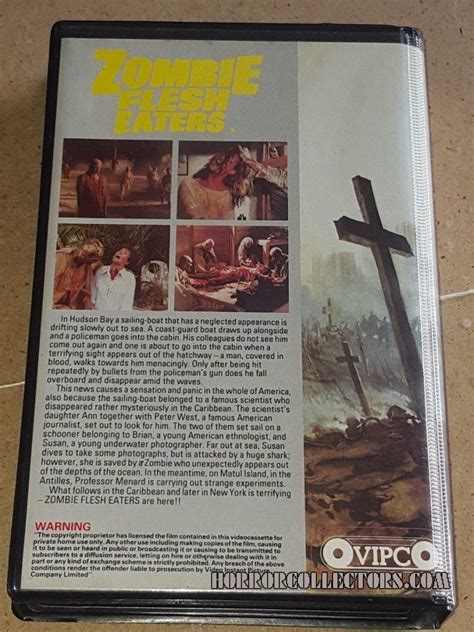 ZOMBIE
FLESH
EATERS
In Hudson Bay a sailing-boat that has a neglected appearance is
drifting slowly out to sea. A coast-guard boat draws up alongside
and a policeman goes into the cabin. His colleagues do not see him
come out again and one is about to go into the cabin when a
terrifying sight appears out of the hatchway – a man, covered in
blood, walks towards him menacingly. Only after being hit
repeatedly by bullets from the policeman's gun does he fall
overboard and disappear amid the waves.
This news causes a sensation and panic in the whole of America,
also because the sailing-boat belonged to a famous scientist who
disappeared rather mysteriously in the Caribbean. The scientist's
daughter Ann together with Peter West, a famous American
journalist, set out to look for him. The two of them set sail on a
schooner belonging to Brian, a young American ethnologist, and
Susan, a young underwater photographer. Far out at sea, Susan
dives to take some photographs, but is attacked by a huge shark;
however, she is saved by a Zombie who unexpectedly appears out
of the depths of the ocean. In the meantime, on Matul Island, in the
Antilles, Professor Menard is carrying out strange experiments.
What follows in the Caribbean and later in New York is terrifying
– ZOMBIE FLESH EATERS are here!!
WARNING
"The copyright proprietor has licensed the film contained in this videocassette for
private home use only. Any other use including making copies of the film, causing
it to be seen or heard in public or broadcasting it or causing it to be transmitted to
subscribers to a diffusion service, letting on hire or otherwise dealing with it in
part or any kind of exchange scheme is strictly prohibited. Any breach of the above
conditions render the offender liable to prosecution by Video Instant Picture
Company Limited".
VIPCO
HORRORCOLLECTORS.COM